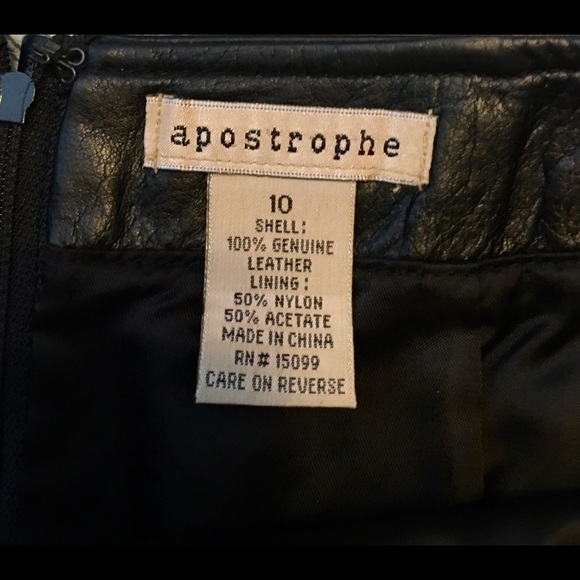 apostrophe
10
SHELL:
100% GENUINE
LEATHER
LINING:
50% NYLON
50% ACETATE
MADE IN CHINA
RN# 15099
CARE ON REVERSE